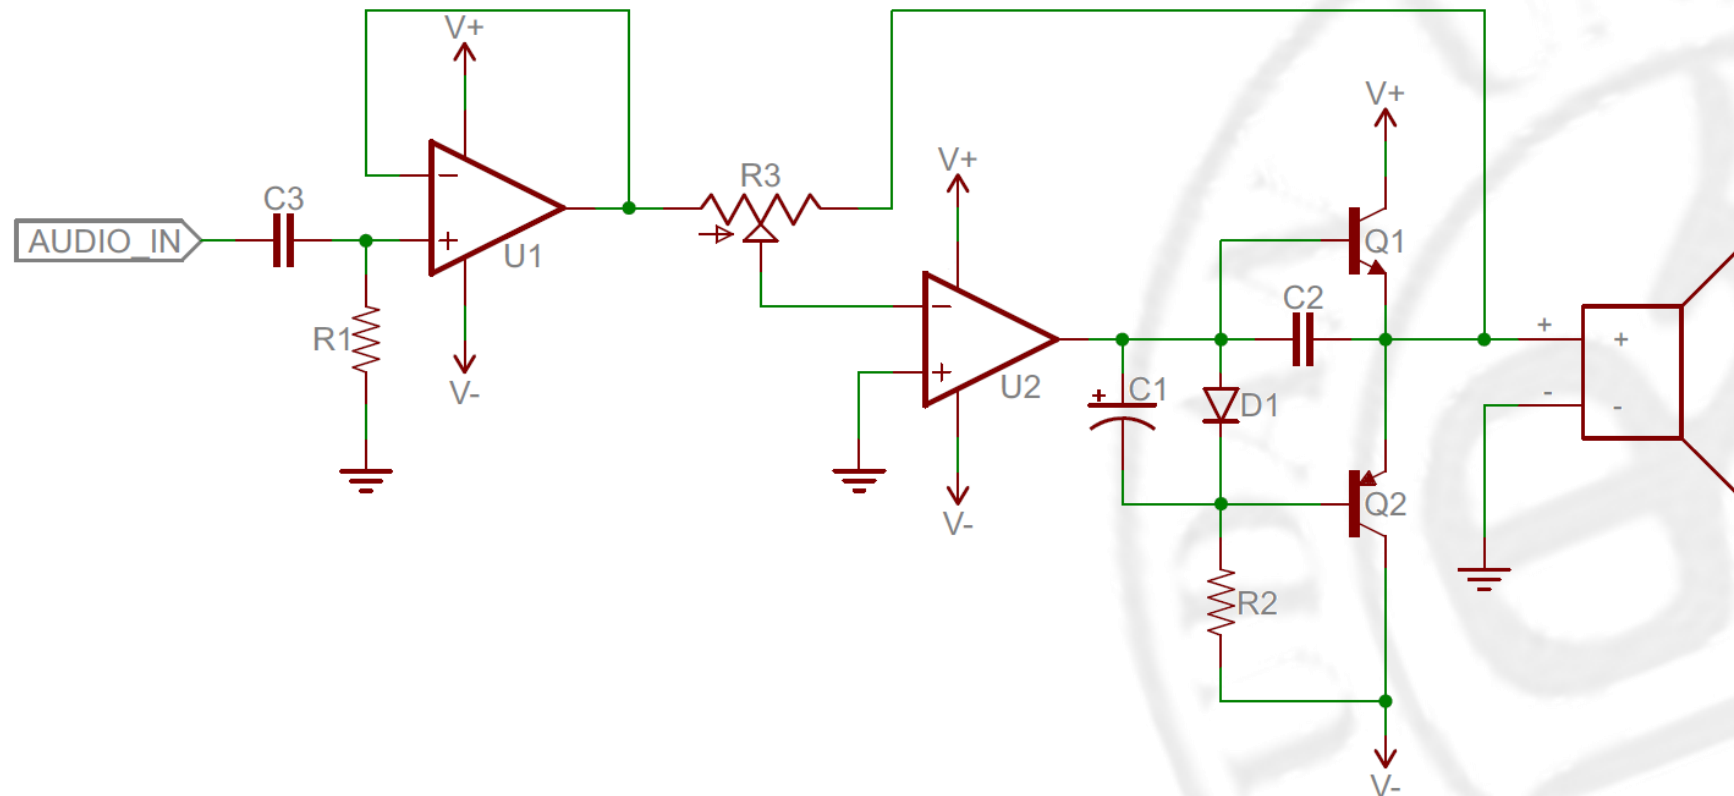 V+
C3
AUDIO_IN
−
+
U1
R1
V-
R3
V+
−
+
U2
V-
V+
Q1
C2
+
C1
D1
Q2
R2
V-
+
+
-
-